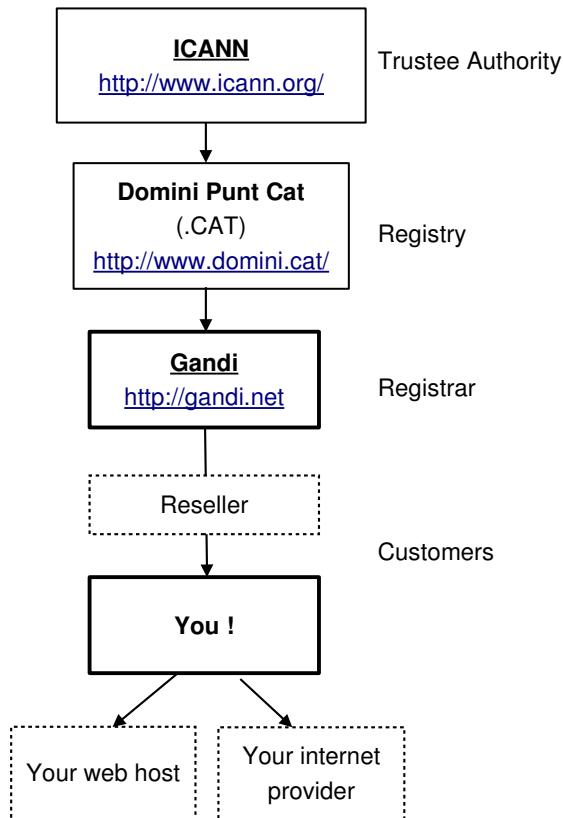 ICANN
http://www.icann.org/
Trustee Authority
Domini Punt Cat
(.CAT)
http://www.domini.cat/
Registry
Gandi
http://gandi.net
Registrar
Reseller
Customers
You !
Your web host
Your internet
provider